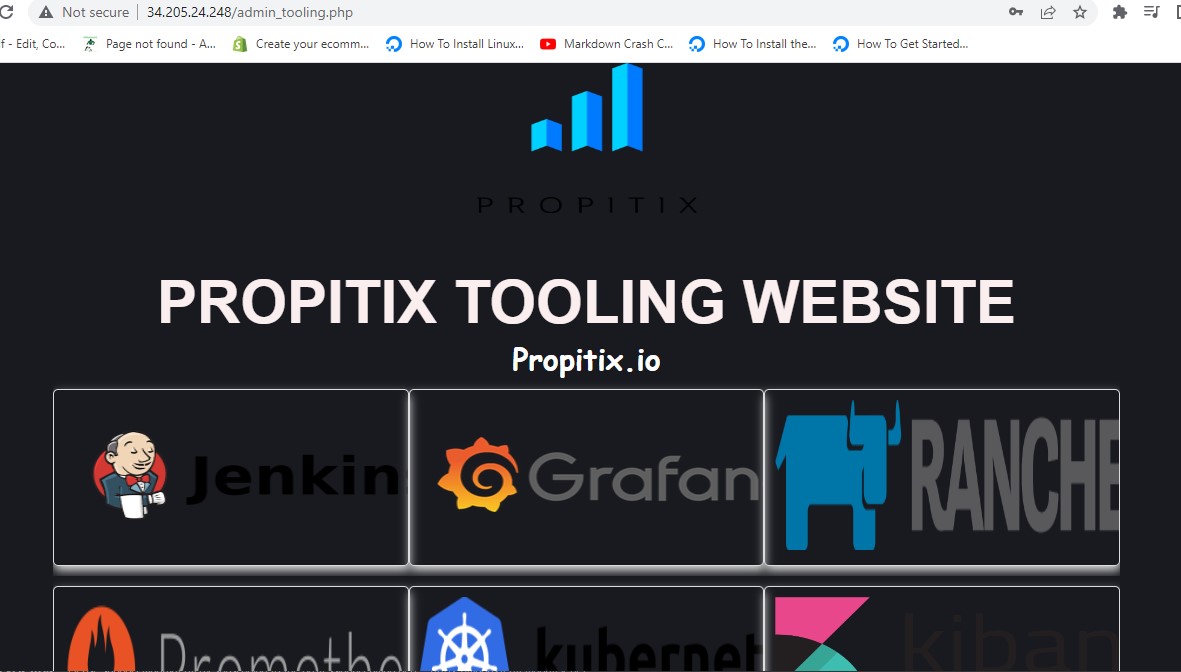 Not secure 34.205.24.248/admin_tooling.php
f - Edit, Co... Page not found - A... Create your ecomm... How To Install Linux... Markdown Crash C... How To Install the... How To Get Started...
PROPITIX
PROPITIX TOOLING WEBSITE
Propitix.io
Jenkin Grafan RANCHE
Promethe kubernet kiban